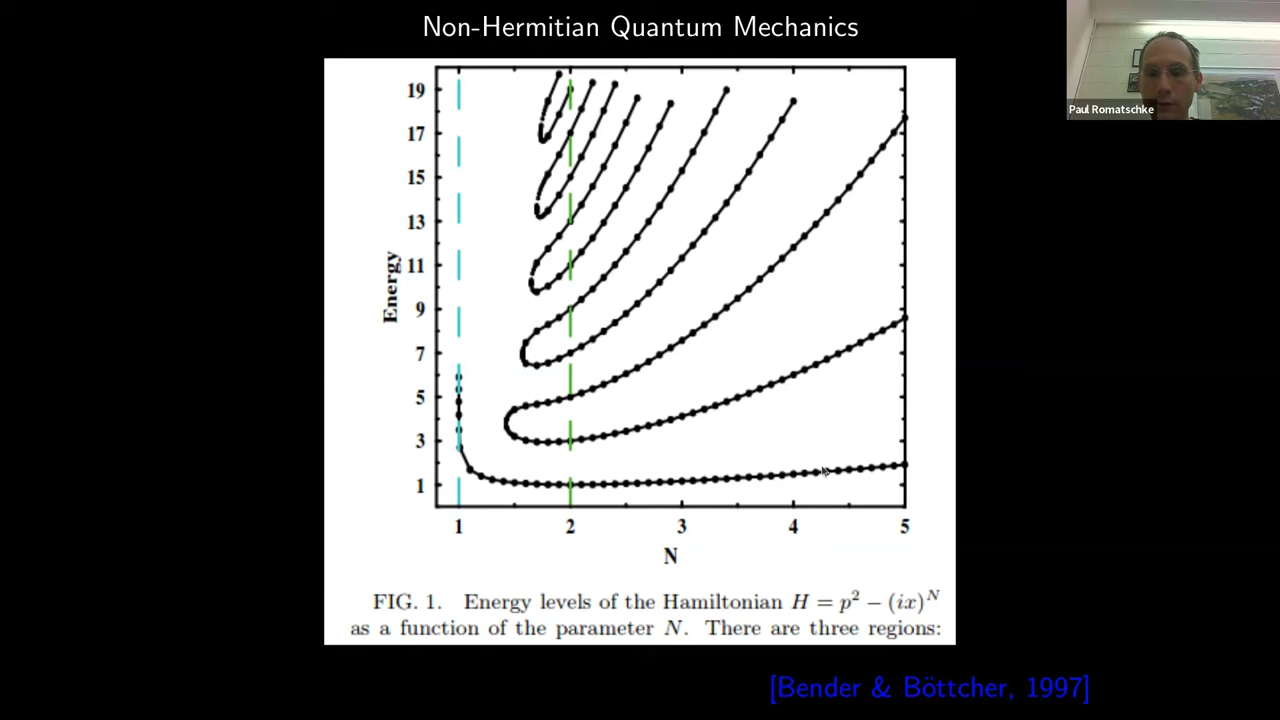 Non-Hermitian Quantum Mechanics
Paul Romatschke
19
17
15
13
11
9
7
5
3
1
Energy
1 2 3 4 5
N
FIG. 1. Energy levels of the Hamiltonian H = p² − (ix)ᴺ
as a function of the parameter N. There are three regions:
[Bender & Böttcher, 1997]